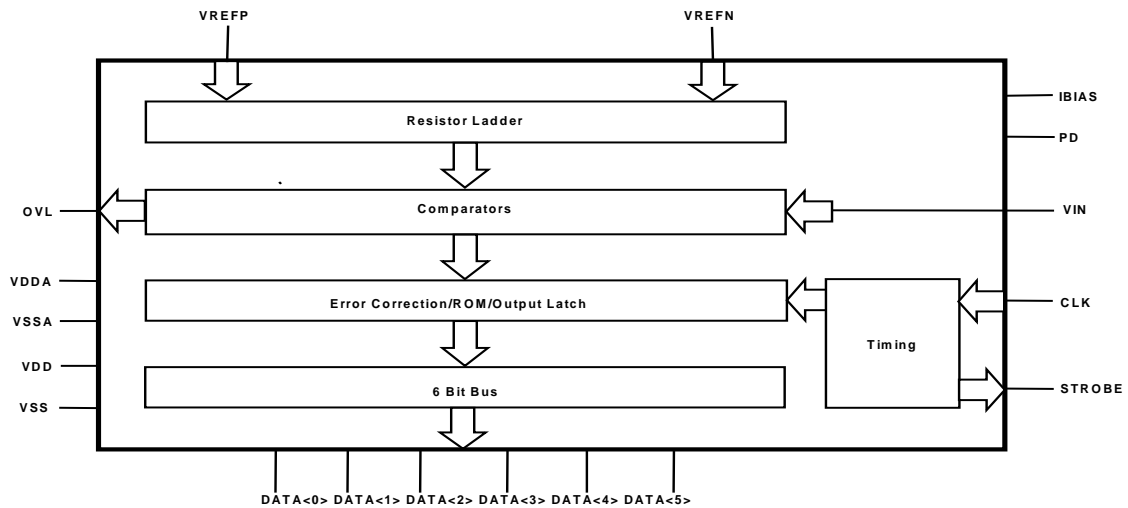 VREFP
VREFN
IBIAS
Resistor Ladder
PD
OVL
Comparators
VIN
VDDA
Error Correction/ROM/Output Latch
CLK
VSSA
Timing
VDD
6 Bit Bus
STROBE
VSS
DATA<0> DATA<1> DATA<2> DATA<3> DATA<4> DATA<5>